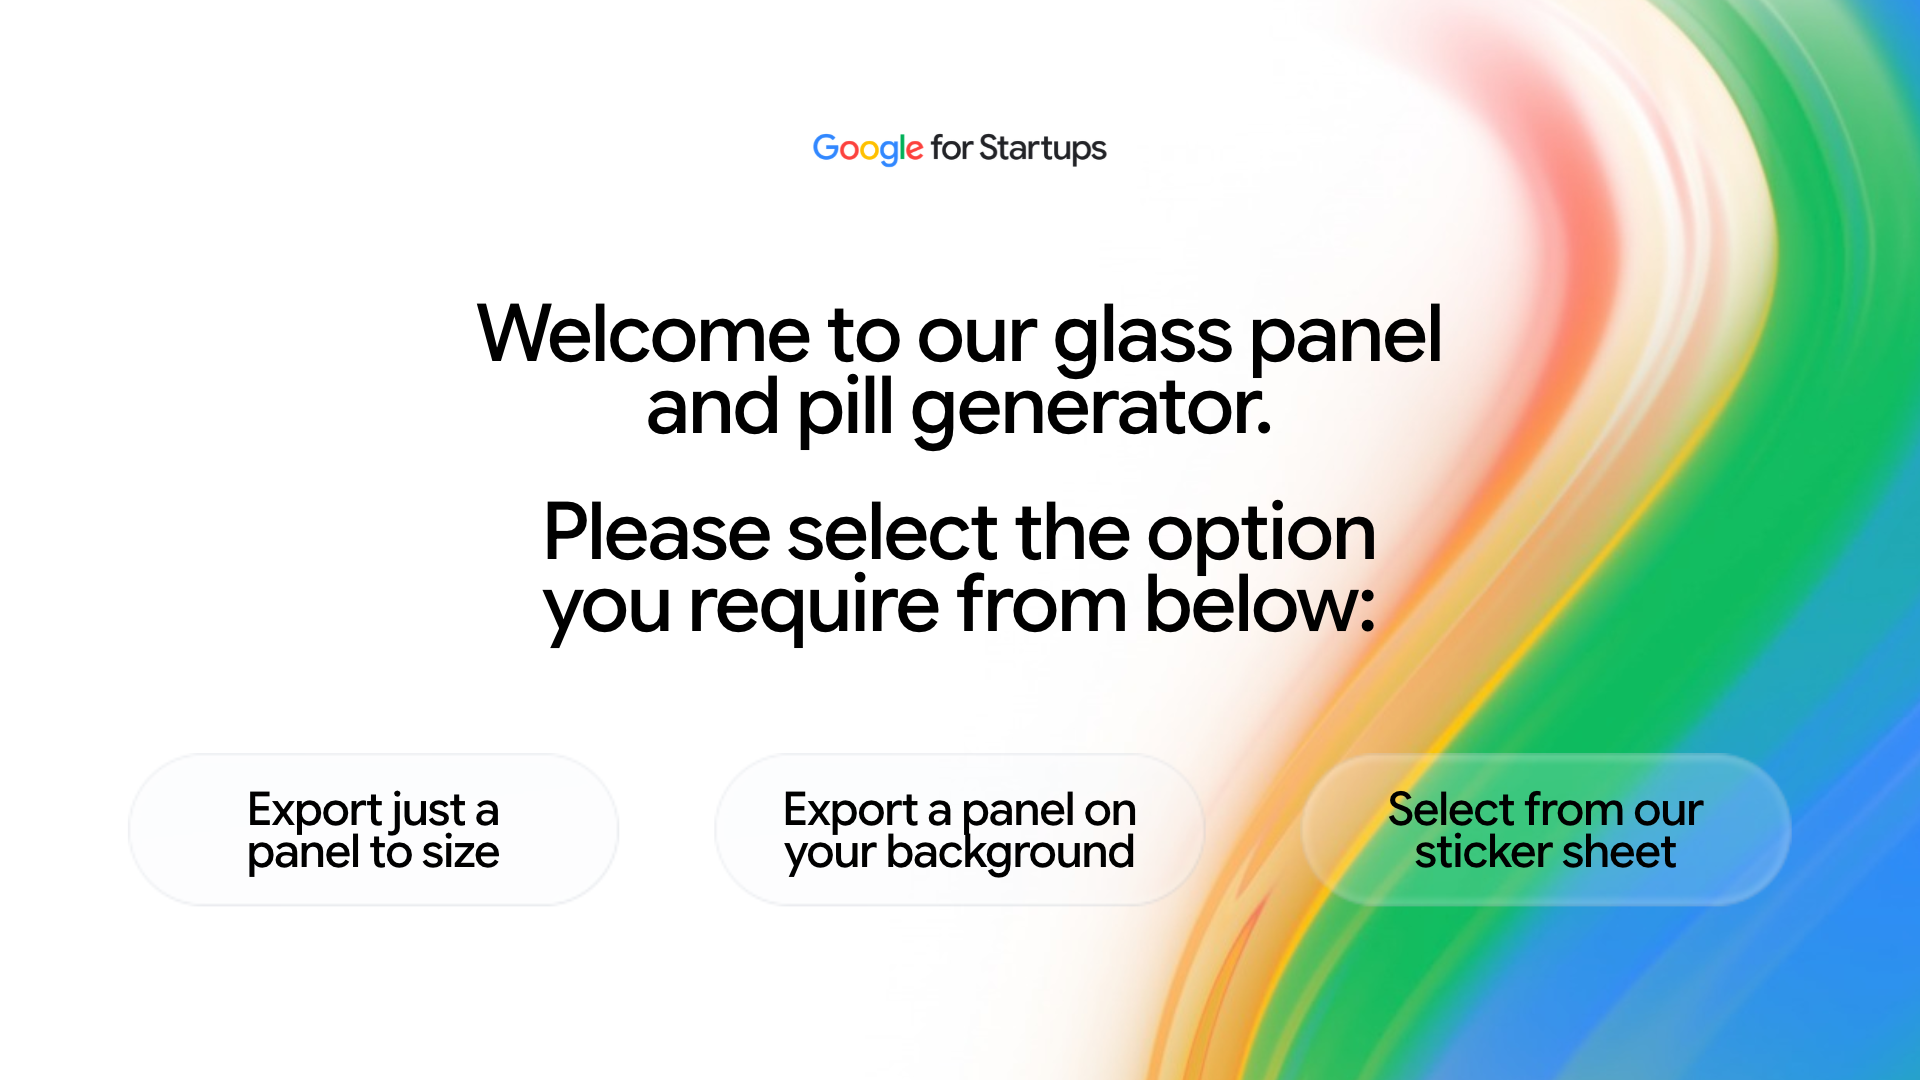 Google for Startups
Welcome to our glass panel
and pill generator.
Please select the option
you require from below:
Export just a
panel to size
Export a panel on
your background
Select from our
sticker sheet